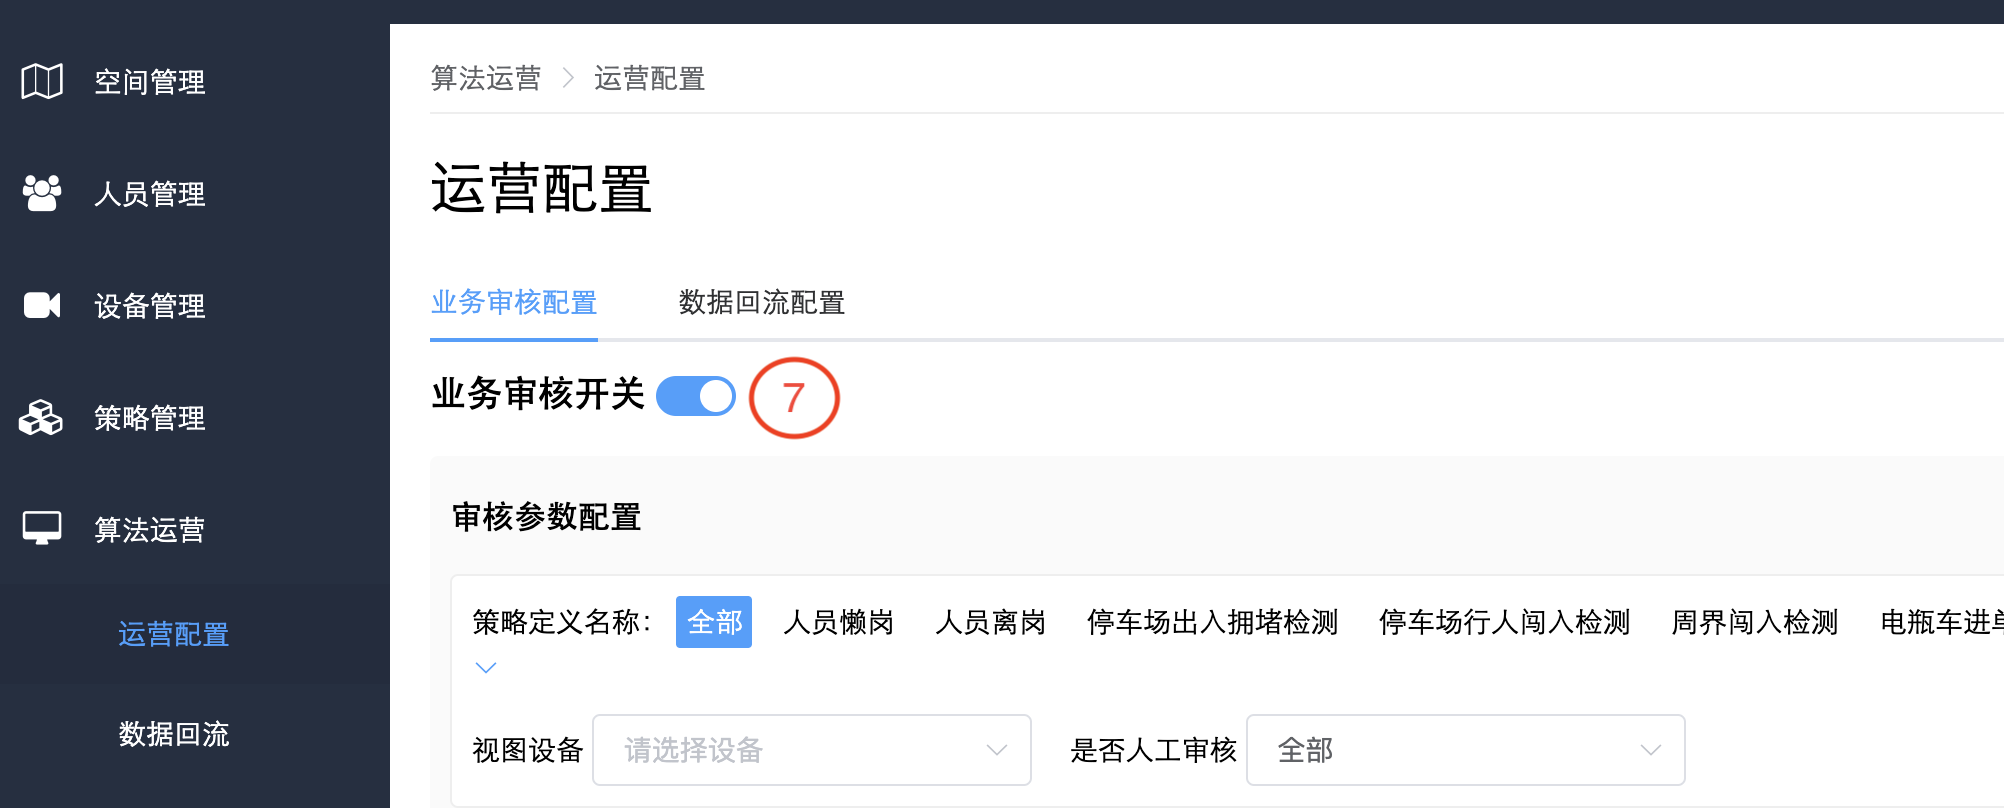 空间管理
人员管理
设备管理
策略管理
算法运营
运营配置
数据回流
算法运营 > 运营配置
运营配置
业务审核配置 数据回流配置
业务审核开关 7
审核参数配置
策略定义名称： 全部 人员懒岗 人员离岗 停车场出入拥堵检测 停车场行人闯入检测 周界闯入检测 电瓶车进
视图设备 请选择设备 是否人工审核 全部